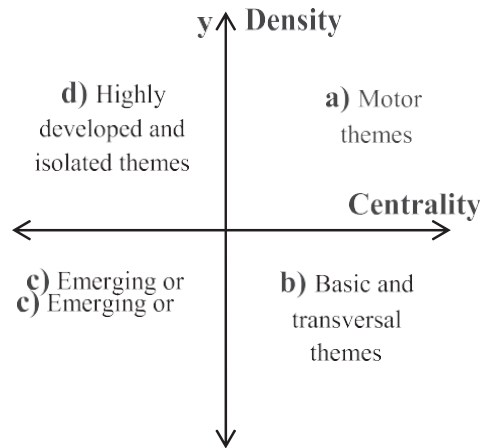 y Density
d) Highly
developed and
isolated themes
a) Motor
themes
Centrality
c) Emerging or
c) Emerging or
b) Basic and
transversal
themes